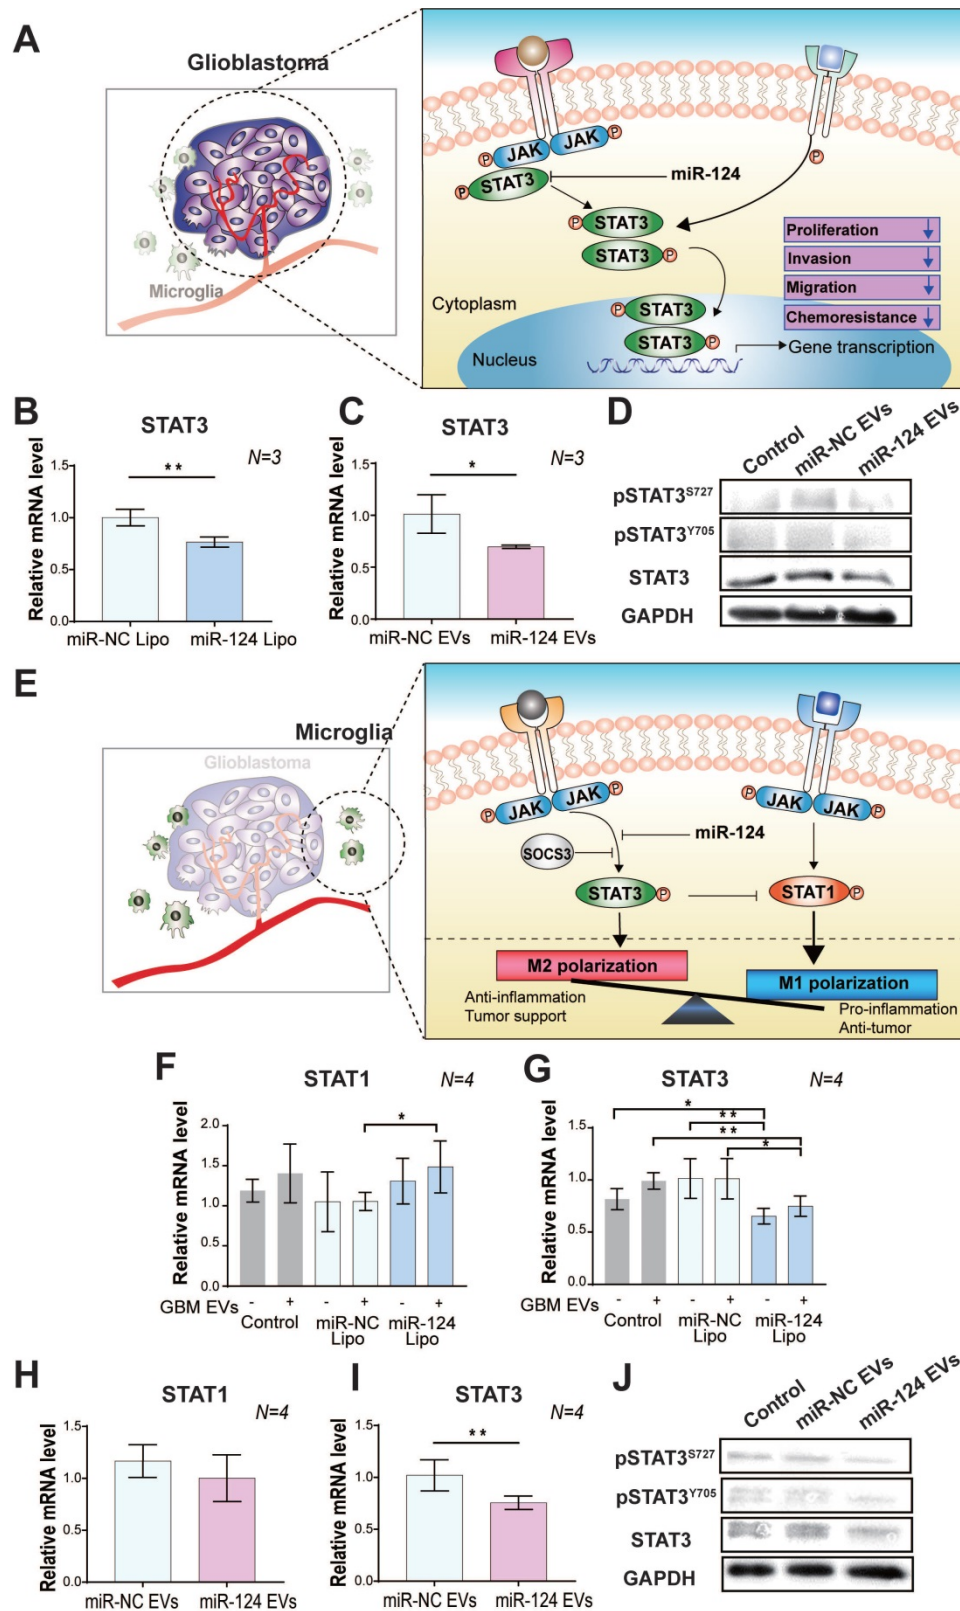 A
Glioblastoma
Microglia
P
JAK
JAK
P
P
STAT3
miR-124
P
P
STAT3
STAT3
P
Proliferation
Invasion
Migration
Chemoresistance
Cytoplasm
P
STAT3
STAT3
P
Gene transcription
Nucleus
B
STAT3
N=3
**
Relative mRNA level
1.5
1.0
0.5
0.0
miR-NC Lipo
miR-124 Lipo
C
STAT3
N=3
*
Relative mRNA level
1.5
1.0
0.5
0.0
miR-NC EVs
miR-124 EVs
D
Control
miR-NC EVs
miR-124 EVs
pSTAT3S727
pSTAT3Y705
STAT3
GAPDH
E
Microglia
Glioblastoma
P
JAK
JAK
P
P
JAK
JAK
P
miR-124
SOCS3
STAT3
P
STAT1
P
M2 polarization
M1 polarization
Anti-inflammation
Tumor support
Pro-inflammation
Anti-tumor
F
STAT1
N=4
*
Relative mRNA level
2.0
1.5
1.0
0.5
0.0
GBM EVs
- + - + - +
Control
miR-NC Lipo
miR-124 Lipo
G
STAT3
N=4
*
**
**
*
Relative mRNA level
1.5
1.0
0.5
0.0
GBM EVs
- + - + - +
Control
miR-NC Lipo
miR-124 Lipo
H
STAT1
N=4
Relative mRNA level
1.5
1.0
0.5
0.0
miR-NC EVs
miR-124 EVs
I
STAT3
N=4
**
Relative mRNA level
1.5
1.0
0.5
0.0
miR-NC EVs
miR-124 EVs
J
Control
miR-NC EVs
miR-124 EVs
pSTAT3S727
pSTAT3Y705
STAT3
GAPDH